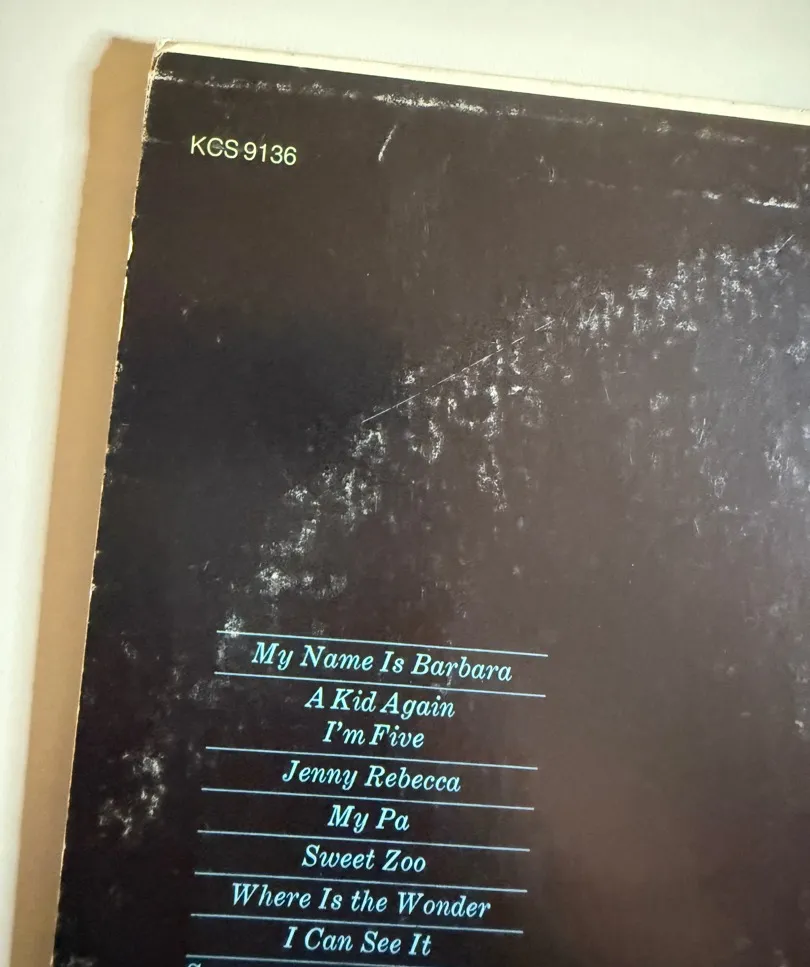 KCS 9136
My Name Is Barbara
A Kid Again
I'm Five
Jenny Rebecca
My Pa
Sweet Zoo
Where Is the Wonder
I Can See It